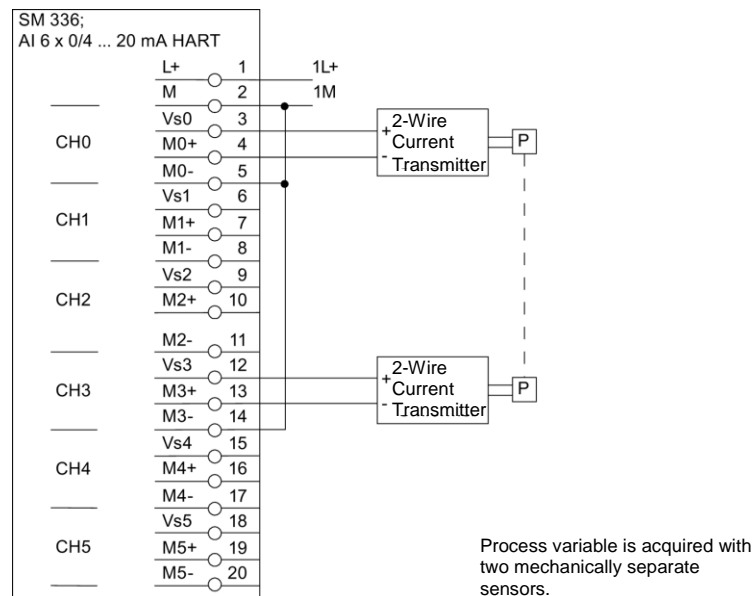 SM 336;
AI 6 x 0/4 ... 20 mA HART
L+ 1 1L+
M 2 1M
Vs0 3
CH0 M0+ 4
M0- 5
+ 2-Wire
Current
- Transmitter
P
Vs1 6
CH1 M1+ 7
M1- 8
Vs2 9
CH2 M2+ 10
M2- 11
Vs3 12
CH3 M3+ 13
M3- 14
+ 2-Wire
Current
- Transmitter
P
Vs4 15
CH4 M4+ 16
M4- 17
Vs5 18
CH5 M5+ 19
M5- 20
Process variable is acquired with
two mechanically separate
sensors.